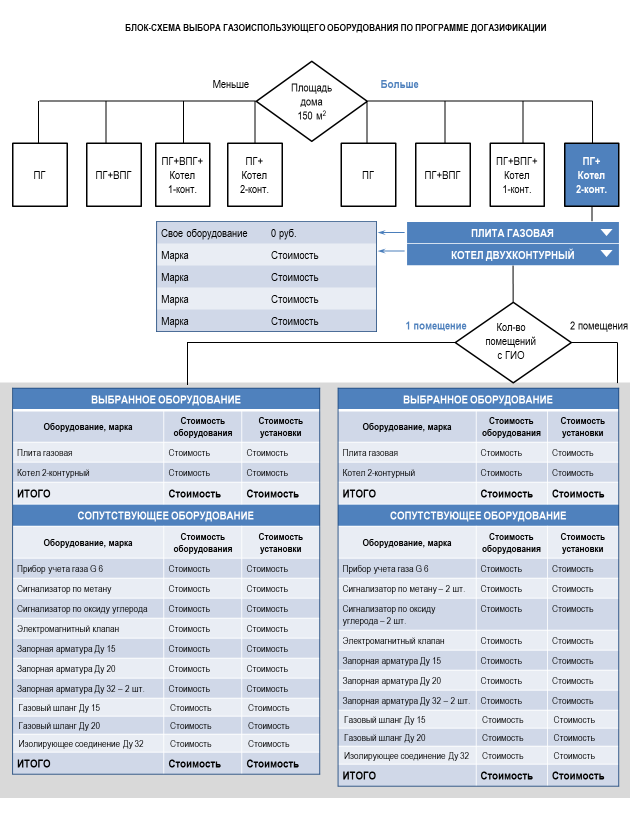 БЛОК-СХЕМА ВЫБОРА ГАЗОИСПОЛЬЗУЮЩЕГО ОБОРУДОВАНИЯ ПО ПРОГРАММЕ ДОГАЗИФИКАЦИИ
Меньше
Площадь
дома
150 м²
Больше
ПГ
ПГ+ВПГ
ПГ+ВПГ+
Котел
1-конт.
ПГ+
Котел
2-конт.
ПГ
ПГ+ВПГ
ПГ+ВПГ+
Котел
1-конт.
ПГ+
Котел
2-конт.
Свое оборудование 0 руб.
Марка Стоимость
Марка Стоимость
Марка Стоимость
Марка Стоимость
ПЛИТА ГАЗОВАЯ
КОТЕЛ ДВУХКОНТУРНЫЙ
1 помещение
Кол-во
помещений
с ГИО
2 помещения
ВЫБРАННОЕ ОБОРУДОВАНИЕ
Оборудование, марка Стоимость оборудования Стоимость установки
Плита газовая Стоимость Стоимость
Котел 2-контурный Стоимость Стоимость
ИТОГО Стоимость Стоимость
СОПУТСТВУЮЩЕЕ ОБОРУДОВАНИЕ
Оборудование, марка Стоимость оборудования Стоимость установки
Прибор учета газа G 6 Стоимость Стоимость
Сигнализатор по метану Стоимость Стоимость
Сигнализатор по оксиду углерода Стоимость Стоимость
Электромагнитный клапан Стоимость Стоимость
Запорная арматура Ду 15 Стоимость Стоимость
Запорная арматура Ду 20 Стоимость Стоимость
Запорная арматура Ду 32 – 2 шт. Стоимость Стоимость
Газовый шланг Ду 15 Стоимость Стоимость
Газовый шланг Ду 20 Стоимость Стоимость
Изолирующее соединение Ду 32 Стоимость Стоимость
ИТОГО Стоимость Стоимость
ВЫБРАННОЕ ОБОРУДОВАНИЕ
Оборудование, марка Стоимость оборудования Стоимость установки
Плита газовая Стоимость Стоимость
Котел 2-контурный Стоимость Стоимость
ИТОГО Стоимость Стоимость
СОПУТСТВУЮЩЕЕ ОБОРУДОВАНИЕ
Оборудование, марка Стоимость оборудования Стоимость установки
Прибор учета газа G 6 Стоимость Стоимость
Сигнализатор по метану – 2 шт. Стоимость Стоимость
Сигнализатор по оксиду Стоимость Стоимость
углерода – 2 шт.
Электромагнитный клапан Стоимость Стоимость
Запорная арматура Ду 15 Стоимость Стоимость
Запорная арматура Ду 20 Стоимость Стоимость
Запорная арматура Ду 32 – 2 шт. Стоимость Стоимость
Газовый шланг Ду 15 Стоимость Стоимость
Газовый шланг Ду 20 Стоимость Стоимость
Изолирующее соединение Ду 32 Стоимость Стоимость
ИТОГО Стоимость Стоимость